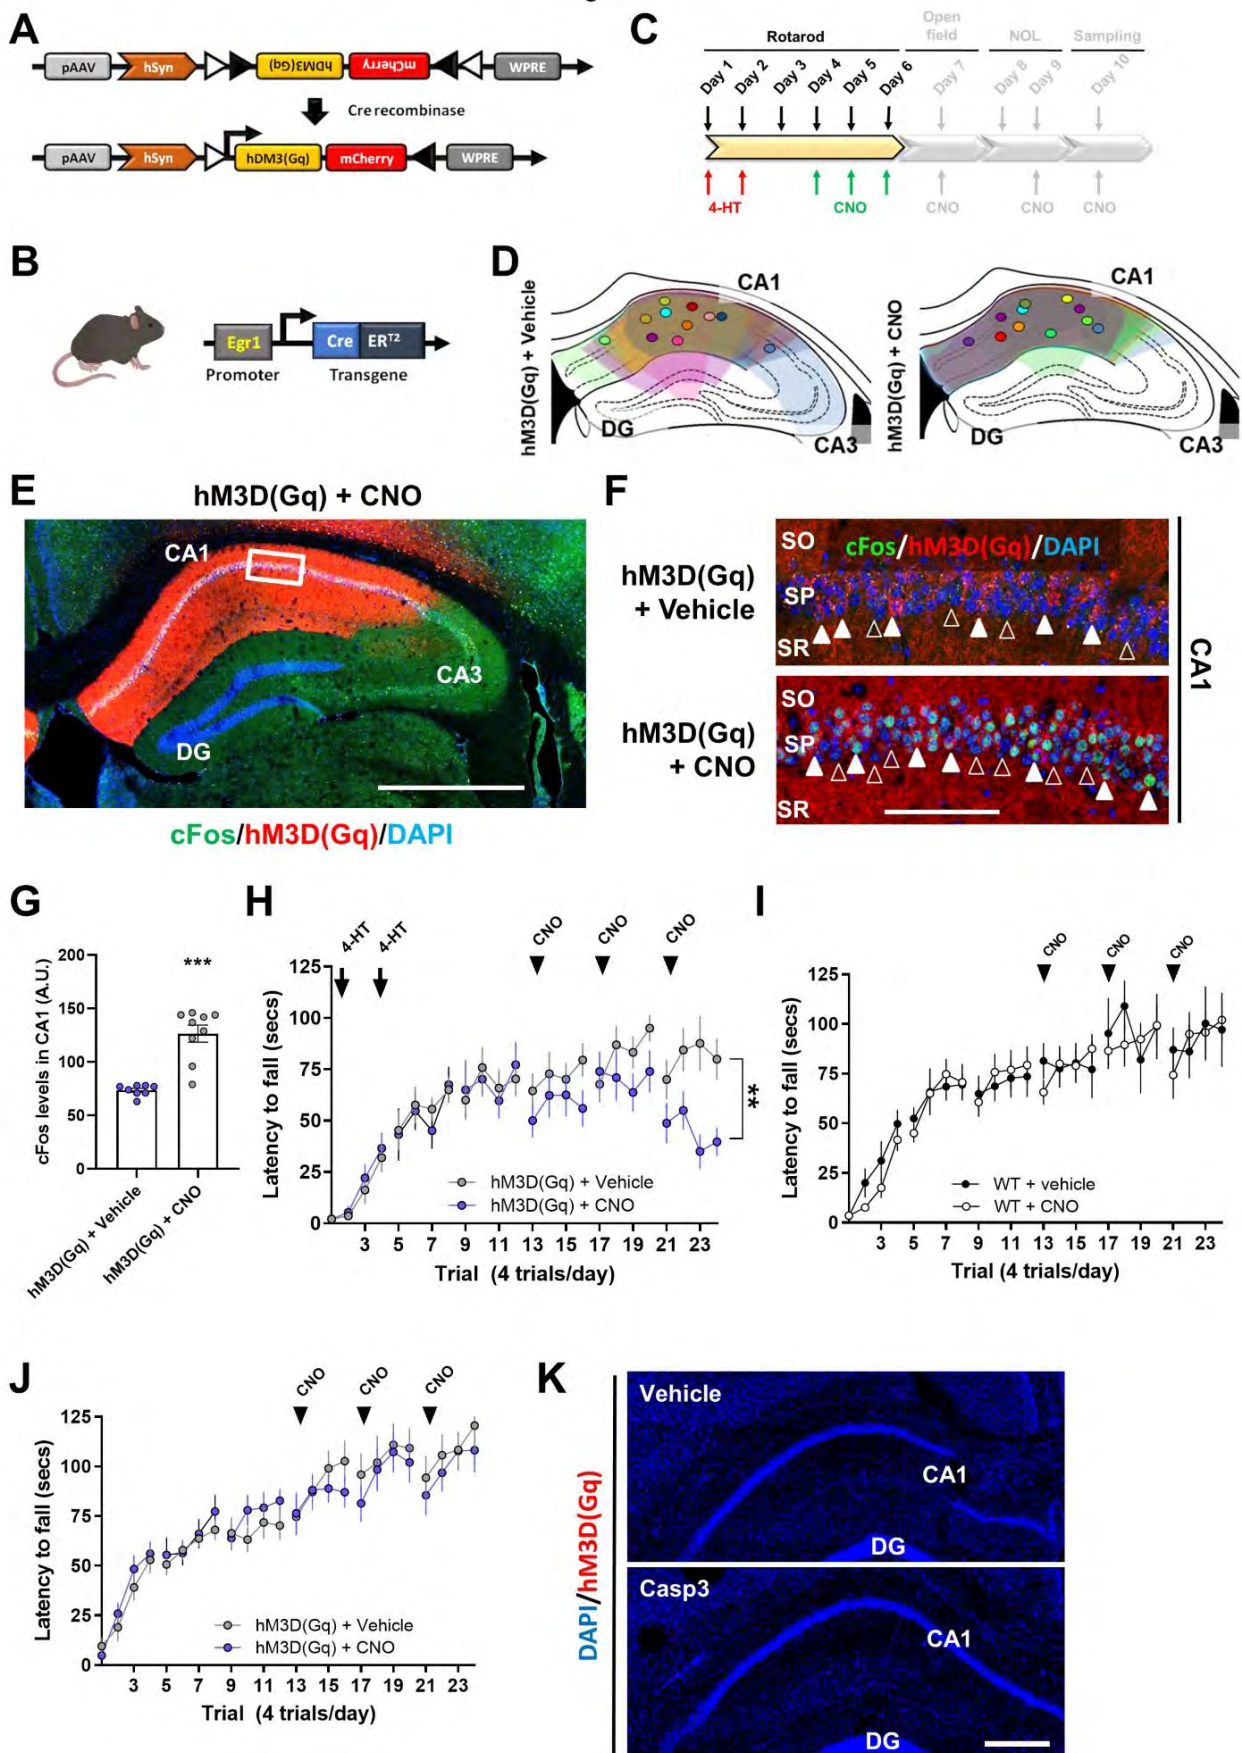 A
pAAV
hSyn
hDM3(Gq)
mCherry
WPRE
Cre recombinase
pAAV
hSyn
hDM3(Gq)
mCherry
WPRE
B
Egr1
Promoter
Cre
ERT2
Transgene
C
Rotarod
Open field
NOL
Sampling
Day 1
Day 2
Day 3
Day 4
Day 5
Day 6
Day 7
Day 8
Day 9
Day 10
4-HT
CNO
CNO
CNO
CNO
D
hM3D(Gq) + Vehicle
CA1
DG
CA3
hM3D(Gq) + CNO
CA1
DG
CA3
E
hM3D(Gq) + CNO
CA1
CA3
DG
cFos/hM3D(Gq)/DAPI
F
hM3D(Gq)
+ Vehicle
SO
cFos/hM3D(Gq)/DAPI
SP
SR
hM3D(Gq)
+ CNO
SO
SP
SR
CA1
G
cFos levels in CA1 (A.U.)
200
150
100
50
0
***
hM3D(Gq) + Vehicle
hM3D(Gq) + CNO
H
4-HT
4-HT
CNO
CNO
CNO
Latency to fall (secs)
125
100
75
50
25
0
**
hM3D(Gq) + Vehicle
hM3D(Gq) + CNO
3 5 7 9 11 13 15 17 19 21 23
Trial (4 trials/day)
I
CNO
CNO
CNO
Latency to fall (secs)
125
100
75
50
25
0
WT + vehicle
WT + CNO
3 5 7 9 11 13 15 17 19 21 23
Trial (4 trials/day)
J
CNO
CNO
CNO
Latency to fall (secs)
125
100
75
50
25
0
hM3D(Gq) + Vehicle
hM3D(Gq) + CNO
3 5 7 9 11 13 15 17 19 21 23
Trial (4 trials/day)
K
DAPI/hM3D(Gq)
Vehicle
CA1
DG
Casp3
CA1
DG